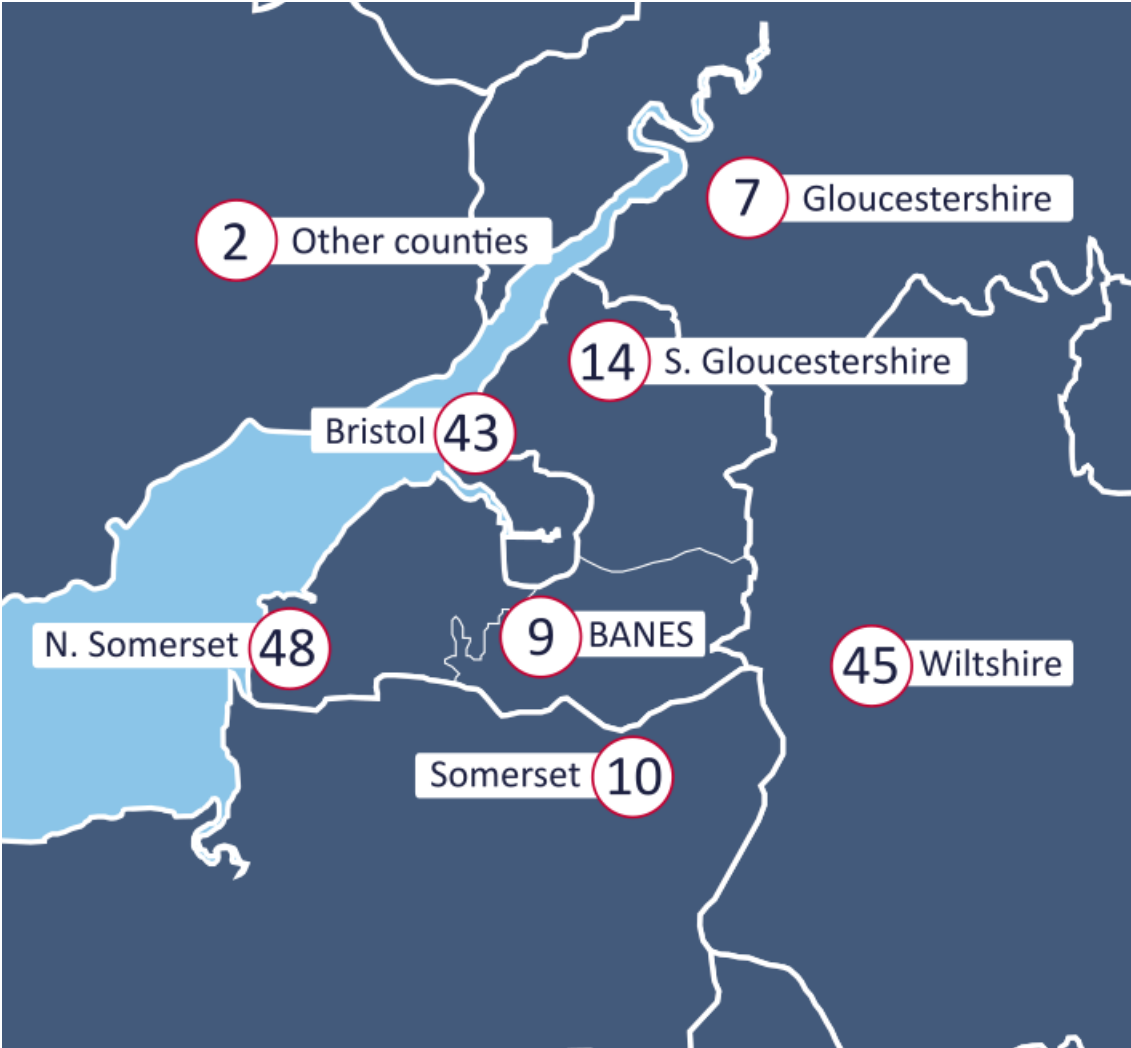 7 Gloucestershire
2 Other counties
14 S. Gloucestershire
Bristol 43
N. Somerset 48
9 BANES
45 Wiltshire
Somerset 10